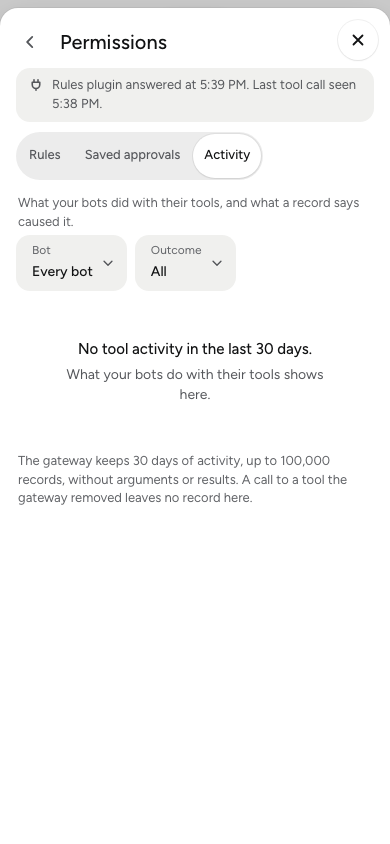 Permissions
Rules plugin answered at 5:39 PM. Last tool call seen
5:38 PM.
Rules
Saved approvals
Activity
What your bots did with their tools, and what a record says
caused it.
Bot
Every bot
Outcome
All
No tool activity in the last 30 days.
What your bots do with their tools shows
here.
The gateway keeps 30 days of activity, up to 100,000
records, without arguments or results. A call to a tool the
gateway removed leaves no record here.